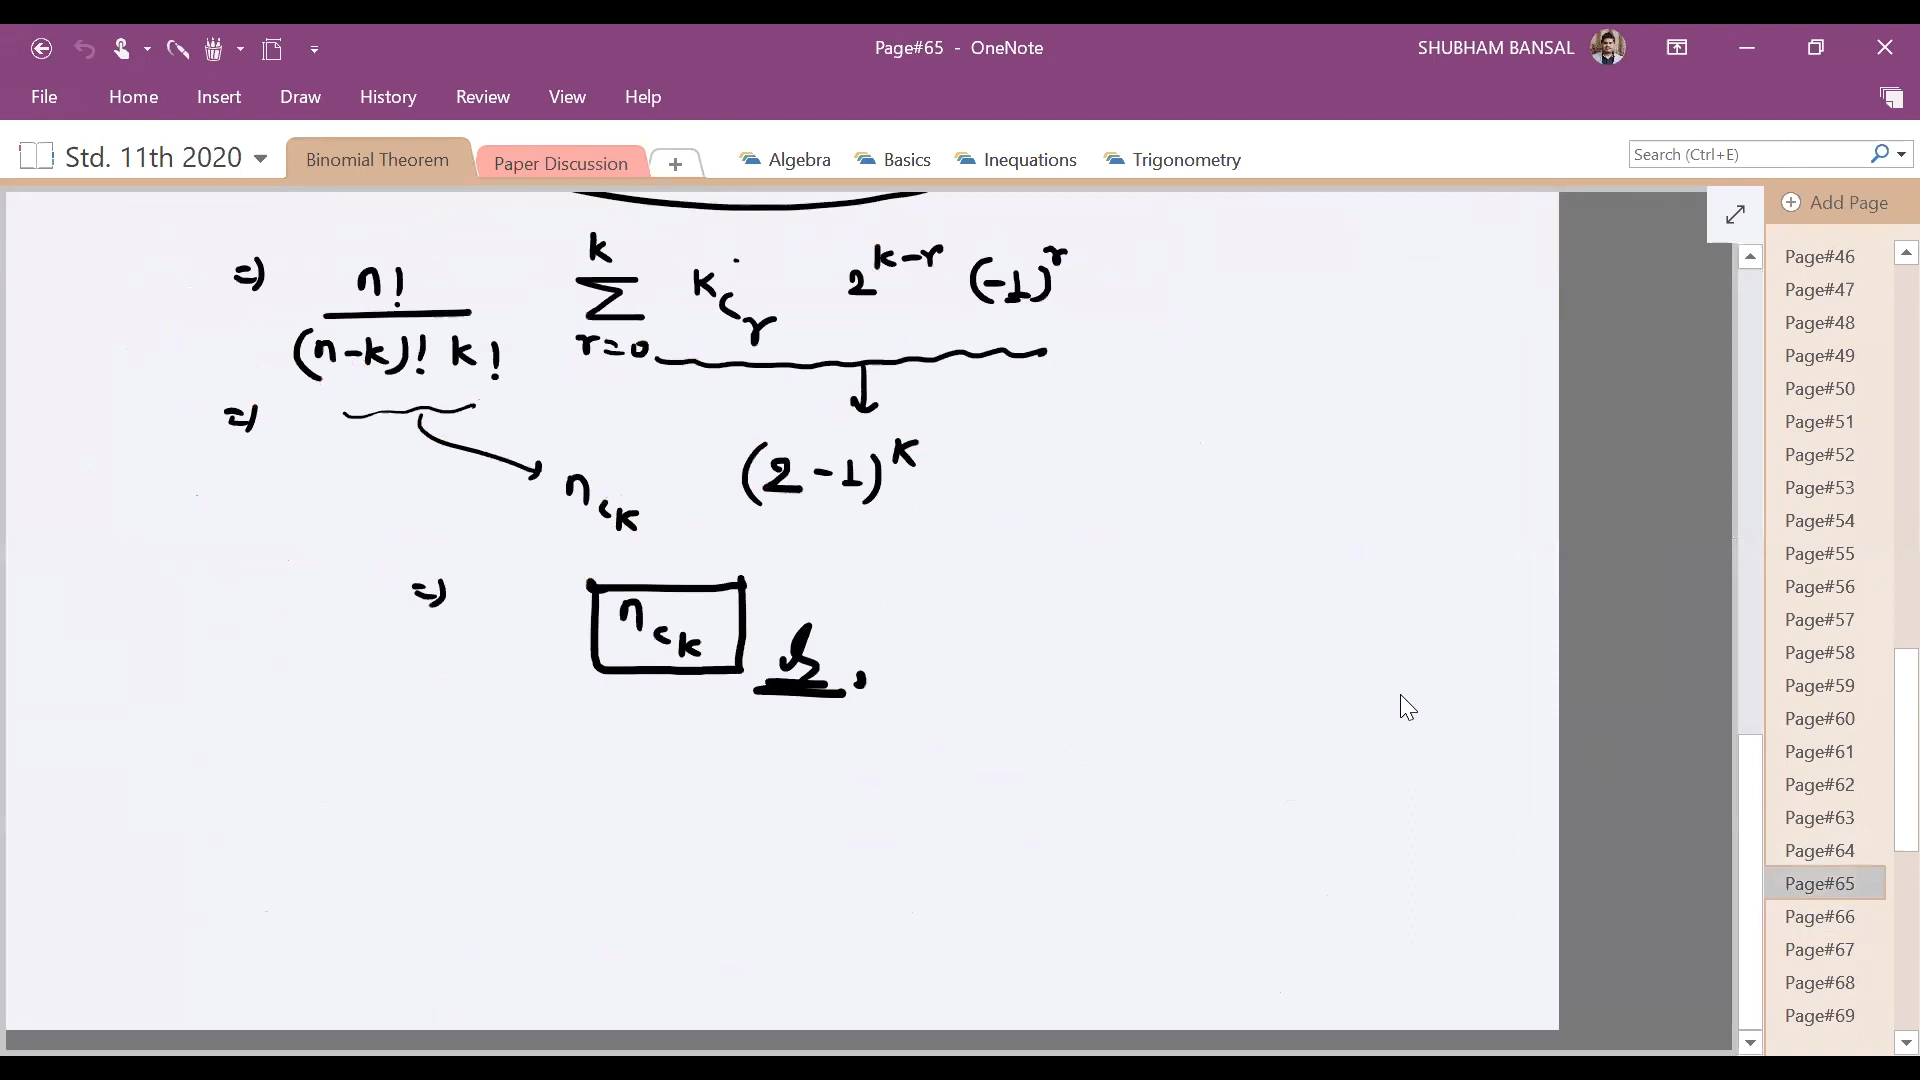 Page#65 - OneNote
SHUBHAM BANSAL
File Home Insert Draw History Review View Help
Std. 11th 2020
Binomial Theorem
Paper Discussion
+
Algebra
Basics
Inequations
Trigonometry
Search (Ctrl+E)
Add Page
k
=) n! Σ k c r 2^(k-r) (-1)^r
(n-k)! k! r=0
=)
(2-1)^k
n c k
=) n c k
Page#46
Page#47
Page#48
Page#49
Page#50
Page#51
Page#52
Page#53
Page#54
Page#55
Page#56
Page#57
Page#58
Page#59
Page#60
Page#61
Page#62
Page#63
Page#64
Page#65
Page#66
Page#67
Page#68
Page#69